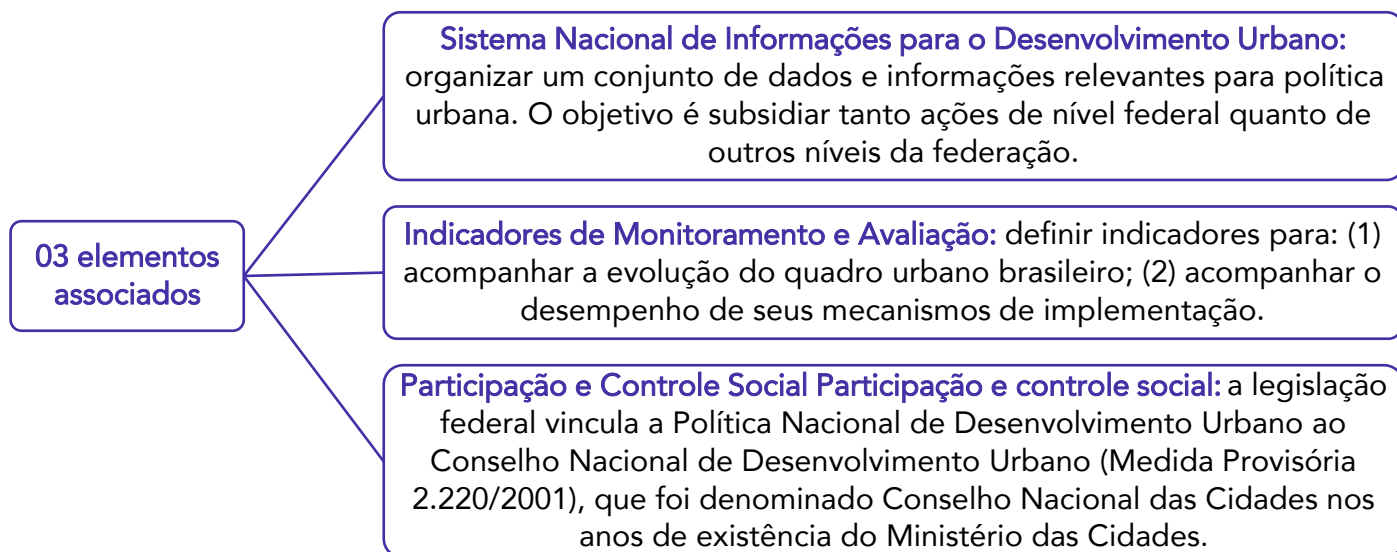 Sistema Nacional de Informações para o Desenvolvimento Urbano:
organizar um conjunto de dados e informações relevantes para política
urbana. O objetivo é subsidiar tanto ações de nível federal quanto de
outros níveis da federação.
03 elementos
associados
Indicadores de Monitoramento e Avaliação: definir indicadores para: (1)
acompanhar a evolução do quadro urbano brasileiro; (2) acompanhar o
desempenho de seus mecanismos de implementação.
Participação e Controle Social Participação e controle social: a legislação
federal vincula a Política Nacional de Desenvolvimento Urbano ao
Conselho Nacional de Desenvolvimento Urbano (Medida Provisória
2.220/2001), que foi denominado Conselho Nacional das Cidades nos
anos de existência do Ministério das Cidades.